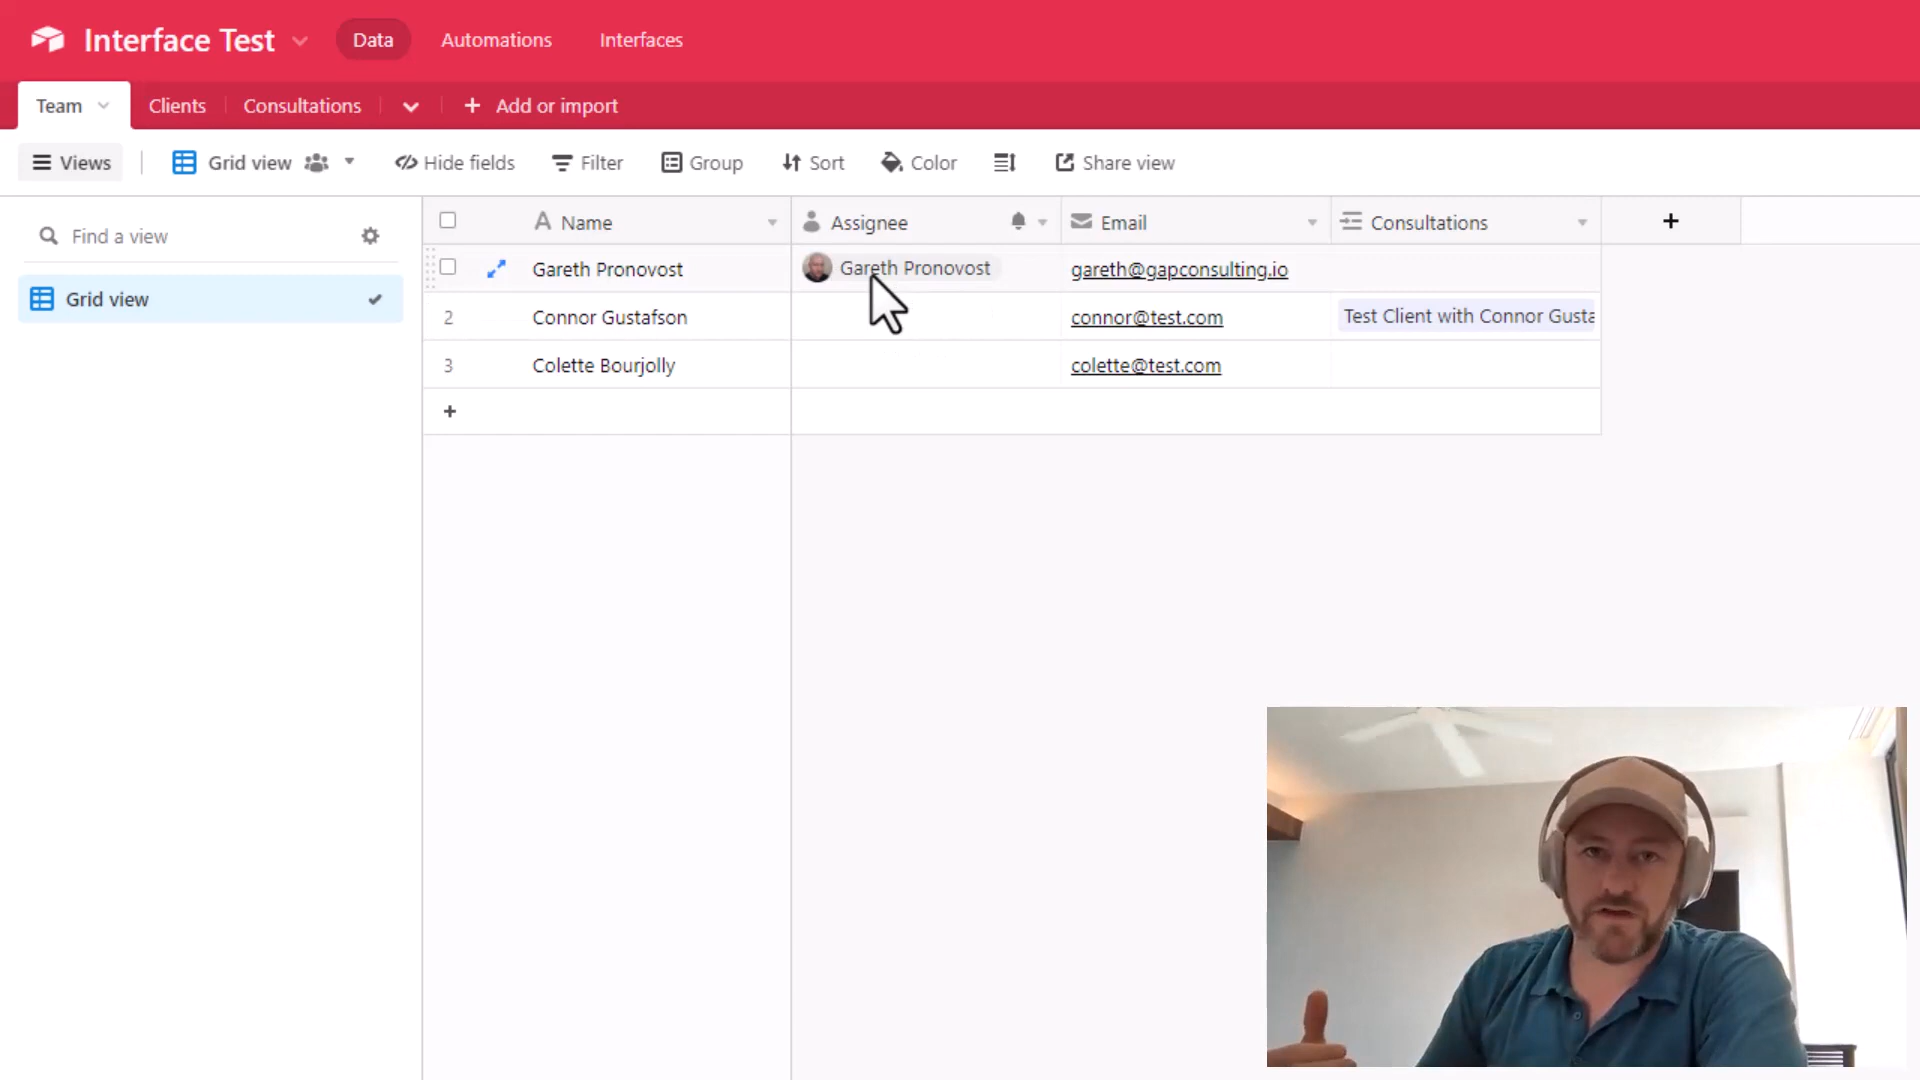 Interface Test Data Automations Interfaces
Team Clients Consultations + Add or import
Views Grid view Hide fields Filter Group Sort Color Share view
Find a view
Grid view
Name Assignee Email Consultations +
Gareth Pronovost Gareth Pronovost gareth@gapconsulting.io
2 Connor Gustafson connor@test.com Test Client with Connor Gusta
3 Colette Bourjolly colette@test.com
+